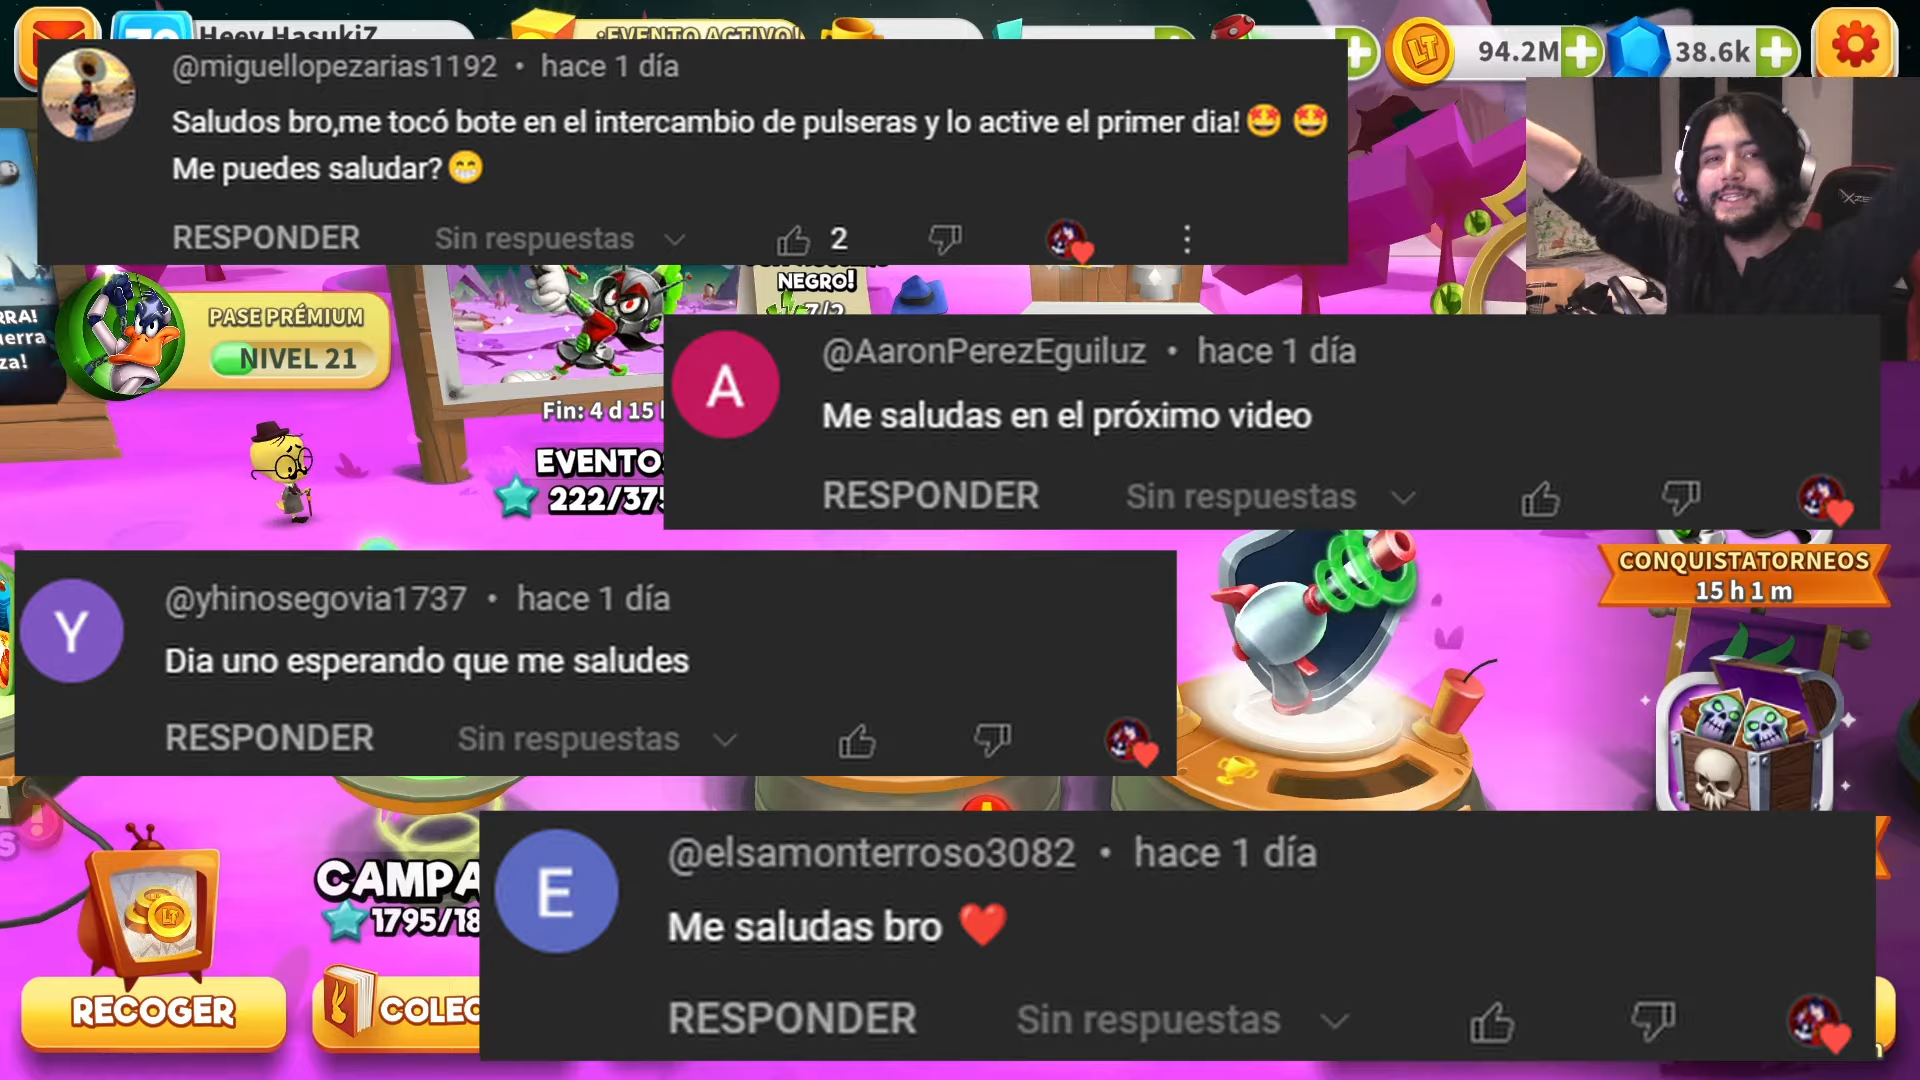 Heey HasukiZ
¡EVENTO ACTIVO!
94.2M
38.6k
@miguellopezarias1192 • hace 1 día
Saludos bro,me tocó bote en el intercambio de pulseras y lo active el primer dia!🤩 🤩
Me puedes saludar?😁
RESPONDER
Sin respuestas
2
NEGRO!
PASE PRÉMIUM
NIVEL 21
Fin: 4 d 15
EVENTO
222/37
@AaronPerezEguiluz • hace 1 día
Me saludas en el próximo video
RESPONDER
Sin respuestas
CONQUISTATORNEOS
15 h 1 m
@yhinosegovia1737 • hace 1 día
Dia uno esperando que me saludes
RESPONDER
Sin respuestas
CAMPA
1795/18
@elsamonterroso3082 • hace 1 día
Me saludas bro ❤️
RESPONDER
Sin respuestas
RECOGER
COLEC